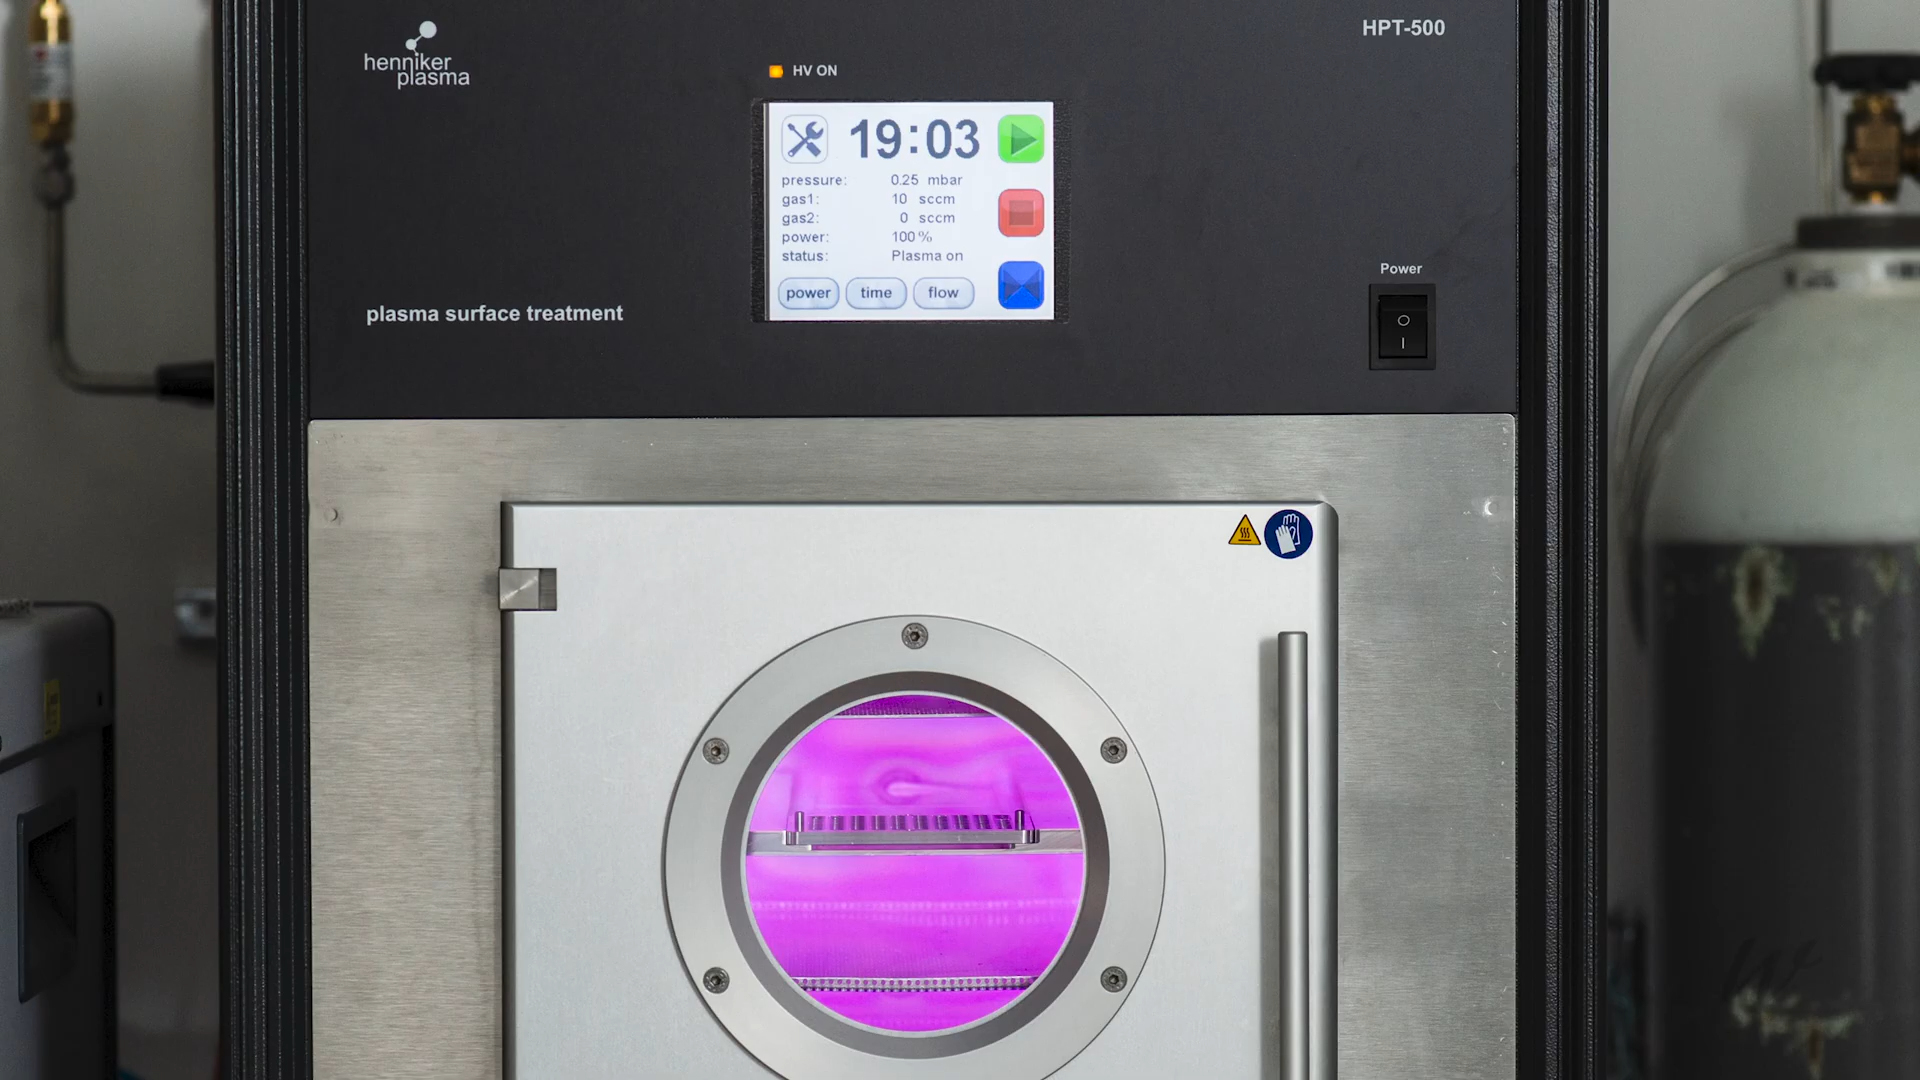 henniker
plasma
HPT-500
HV ON
19:03
pressure: 0.25 mbar
gas1: 10 sccm
gas2: 0 sccm
power: 100 %
status: Plasma on
power time flow
Power
O
I
plasma surface treatment